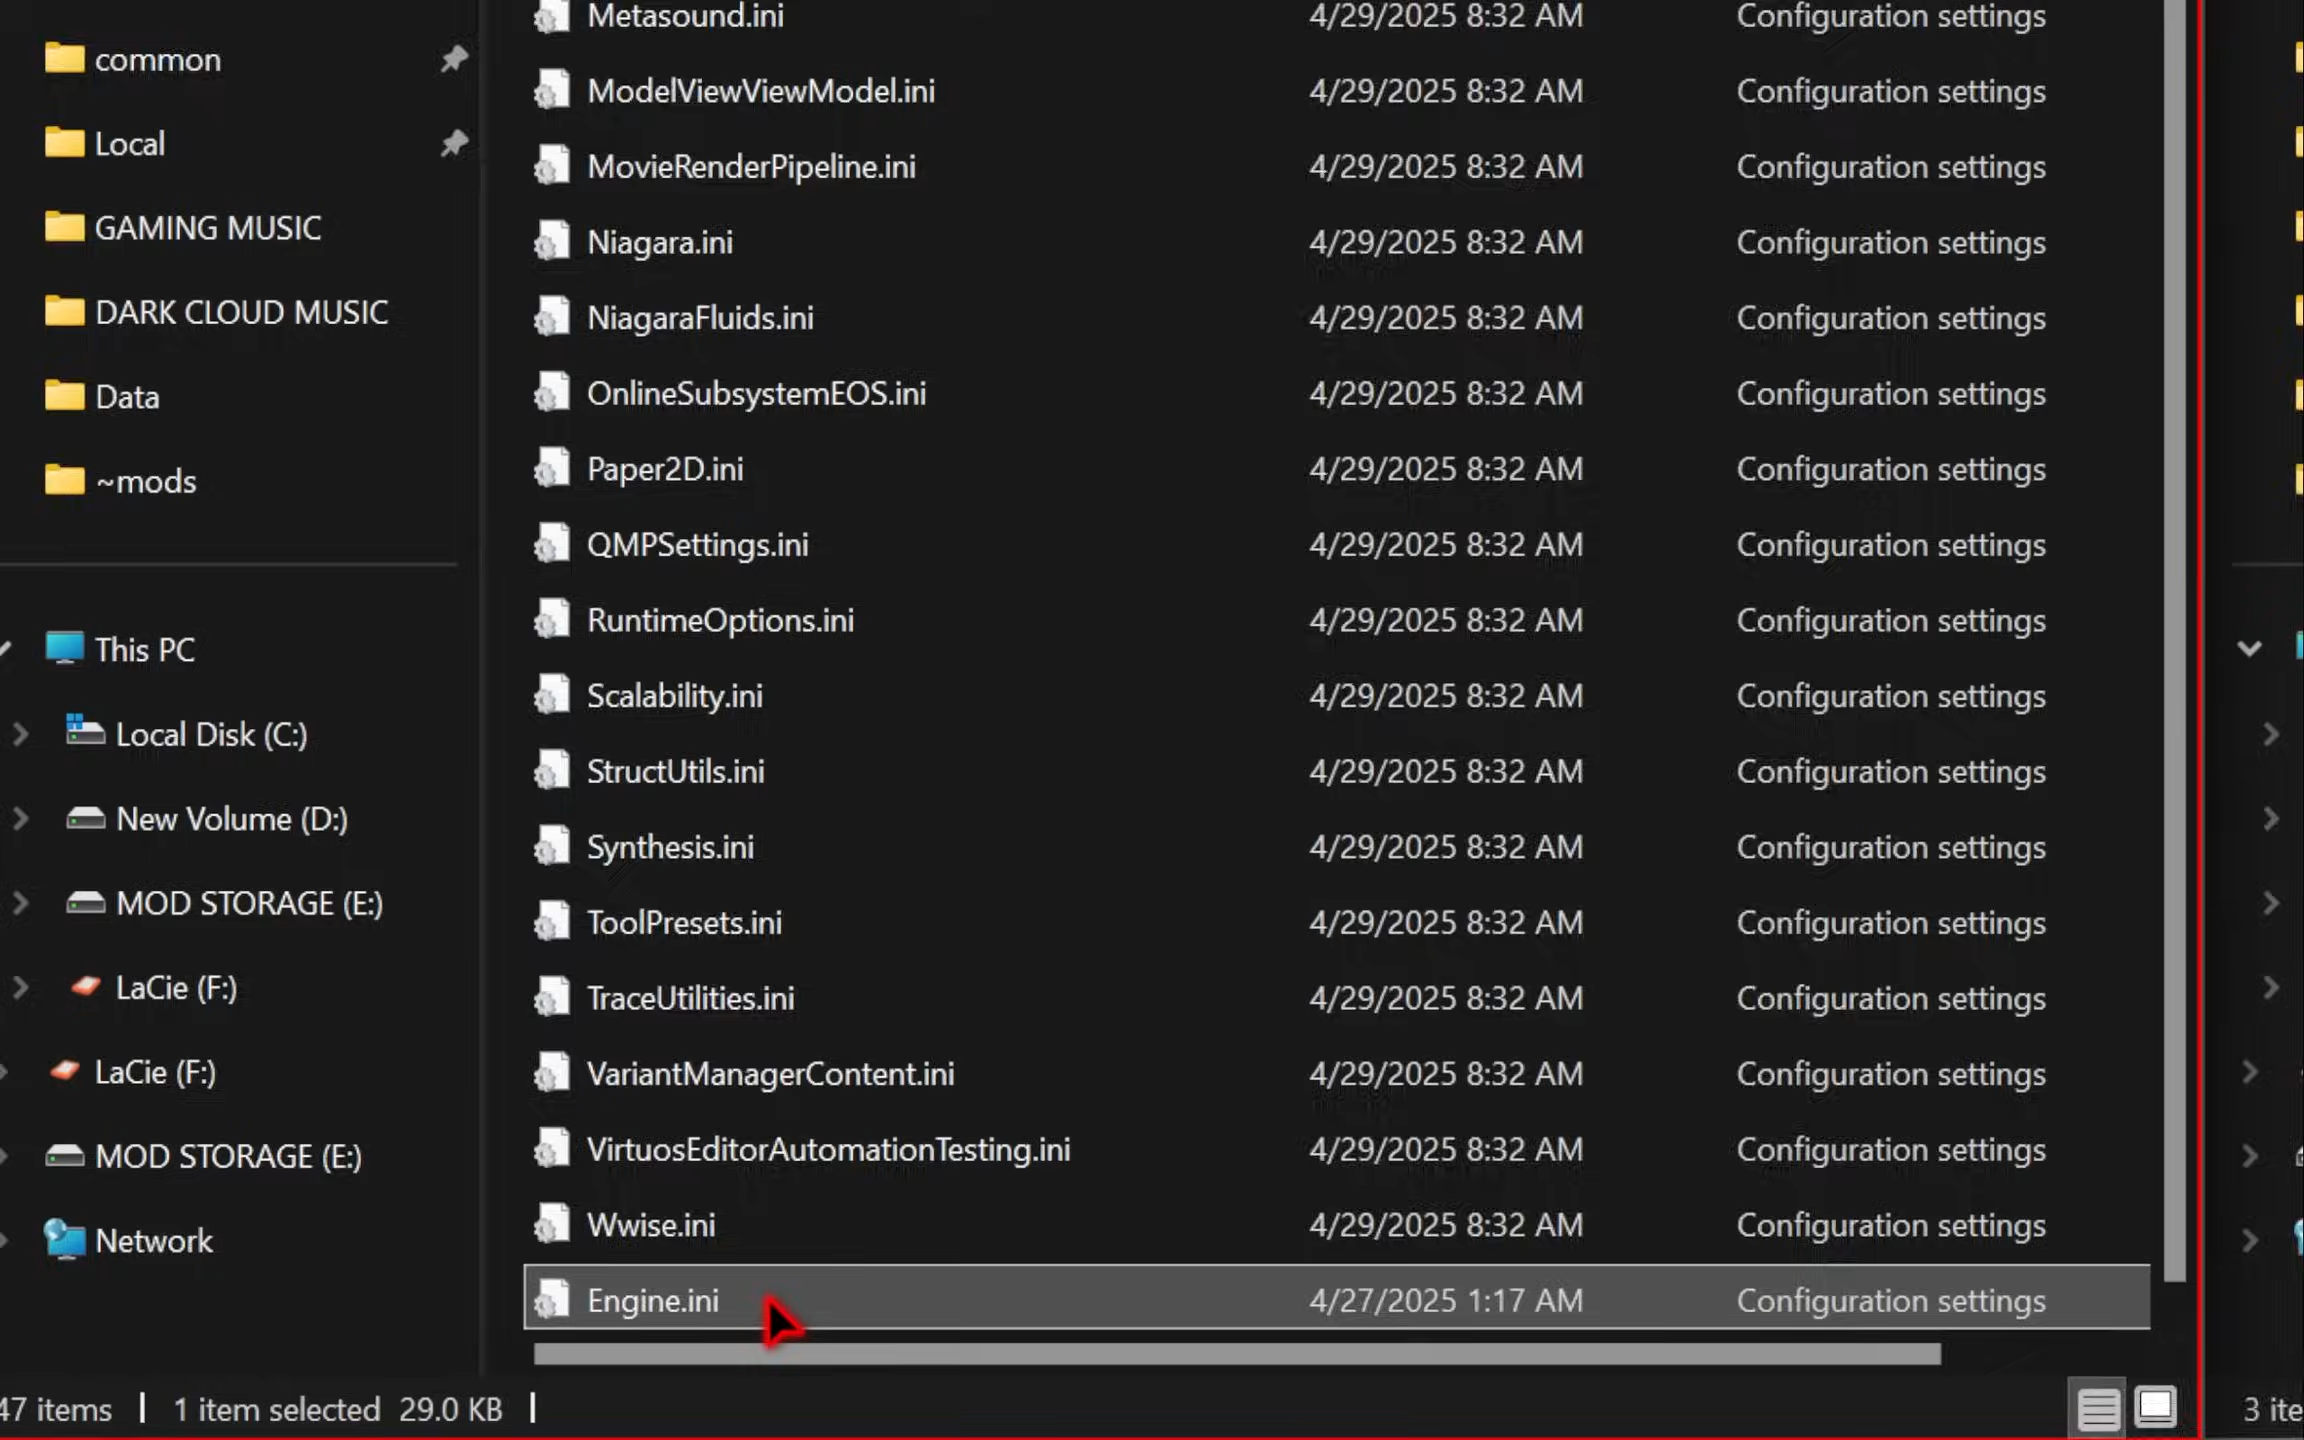 common
Local
GAMING MUSIC
DARK CLOUD MUSIC
Data
~mods
This PC
Local Disk (C:)
New Volume (D:)
MOD STORAGE (E:)
LaCie (F:)
LaCie (F:)
MOD STORAGE (E:)
Network
Metasound.ini 4/29/2025 8:32 AM Configuration settings
ModelViewViewModel.ini 4/29/2025 8:32 AM Configuration settings
MovieRenderPipeline.ini 4/29/2025 8:32 AM Configuration settings
Niagara.ini 4/29/2025 8:32 AM Configuration settings
NiagaraFluids.ini 4/29/2025 8:32 AM Configuration settings
OnlineSubsystemEOS.ini 4/29/2025 8:32 AM Configuration settings
Paper2D.ini 4/29/2025 8:32 AM Configuration settings
QMPSettings.ini 4/29/2025 8:32 AM Configuration settings
RuntimeOptions.ini 4/29/2025 8:32 AM Configuration settings
Scalability.ini 4/29/2025 8:32 AM Configuration settings
StructUtils.ini 4/29/2025 8:32 AM Configuration settings
Synthesis.ini 4/29/2025 8:32 AM Configuration settings
ToolPresets.ini 4/29/2025 8:32 AM Configuration settings
TraceUtilities.ini 4/29/2025 8:32 AM Configuration settings
VariantManagerContent.ini 4/29/2025 8:32 AM Configuration settings
VirtuosEditorAutomationTesting.ini 4/29/2025 8:32 AM Configuration settings
Wwise.ini 4/29/2025 8:32 AM Configuration settings
Engine.ini 4/27/2025 1:17 AM Configuration settings
47 items 1 item selected 29.0 KB
3 ite